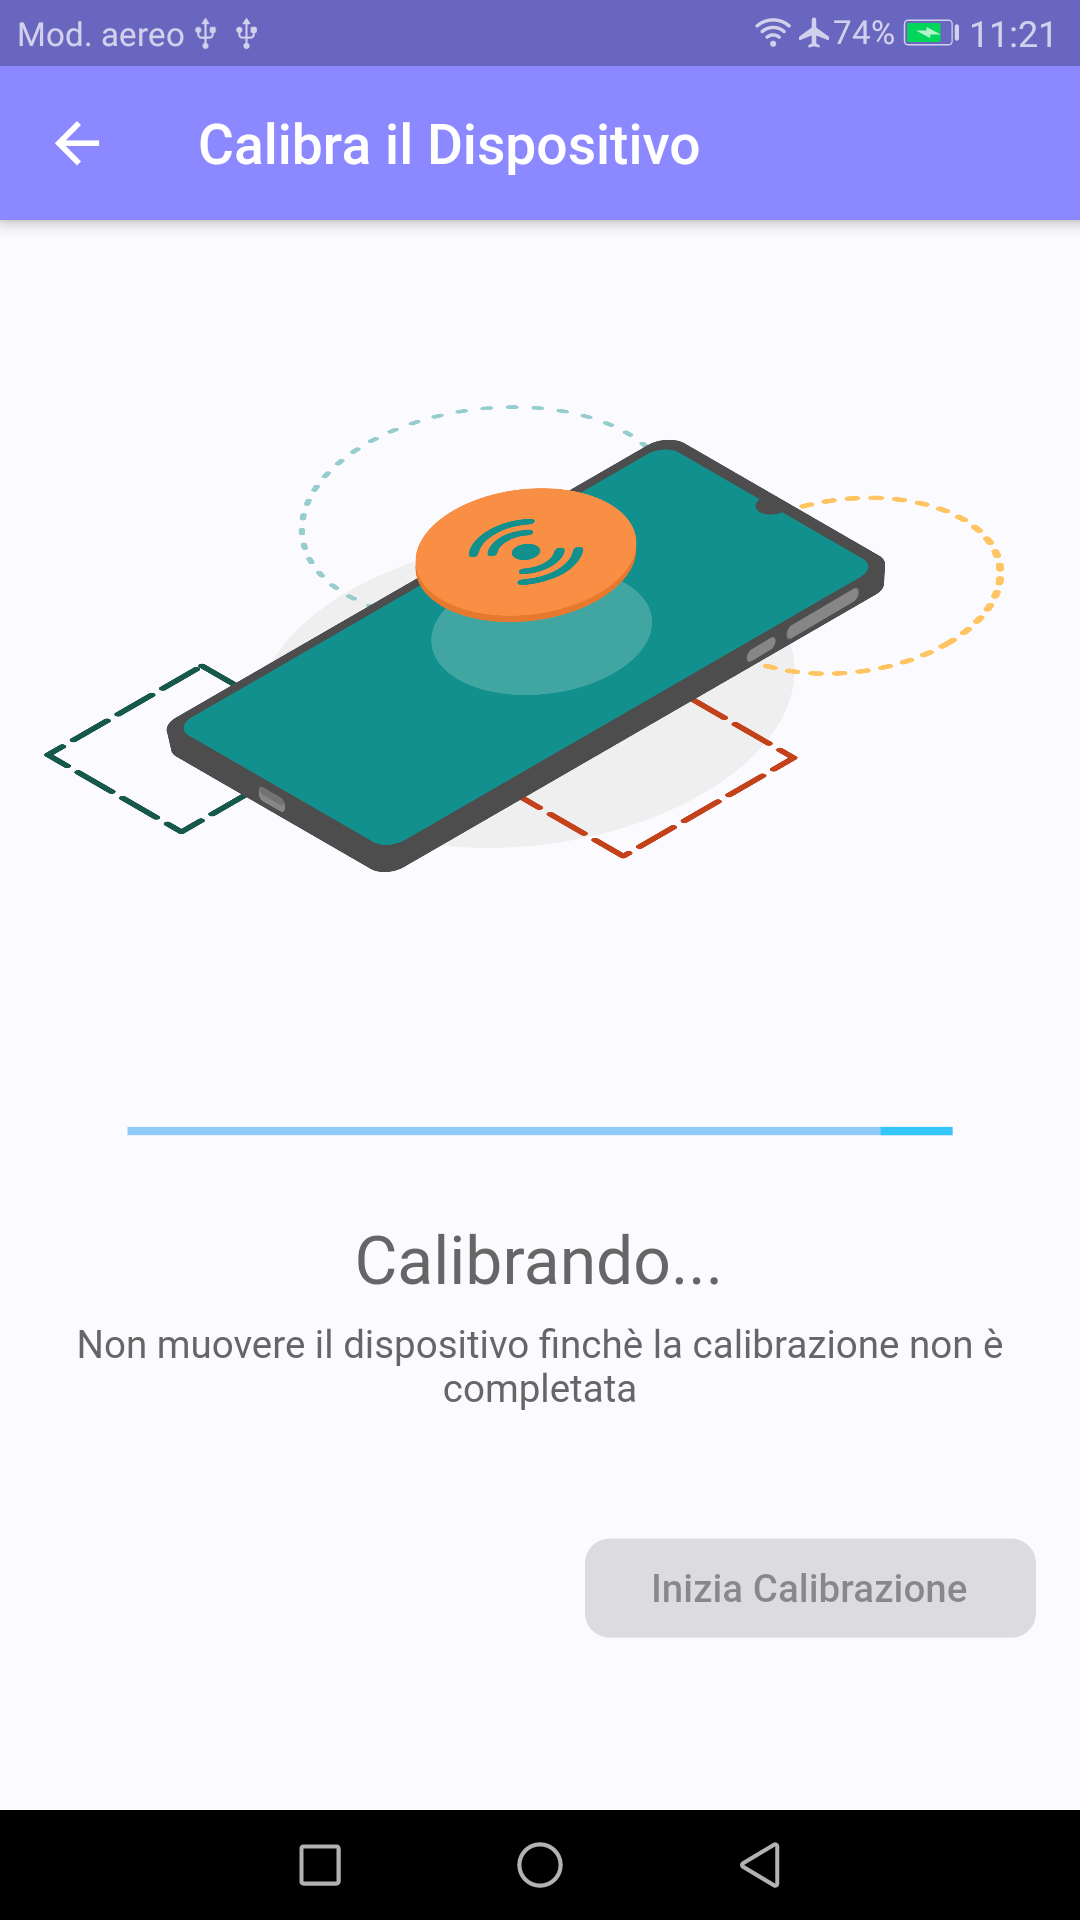 Mod. aereo 74% 11:21
Calibra il Dispositivo
Calibrando...
Non muovere il dispositivo finchè la calibrazione non è
completata
Inizia Calibrazione